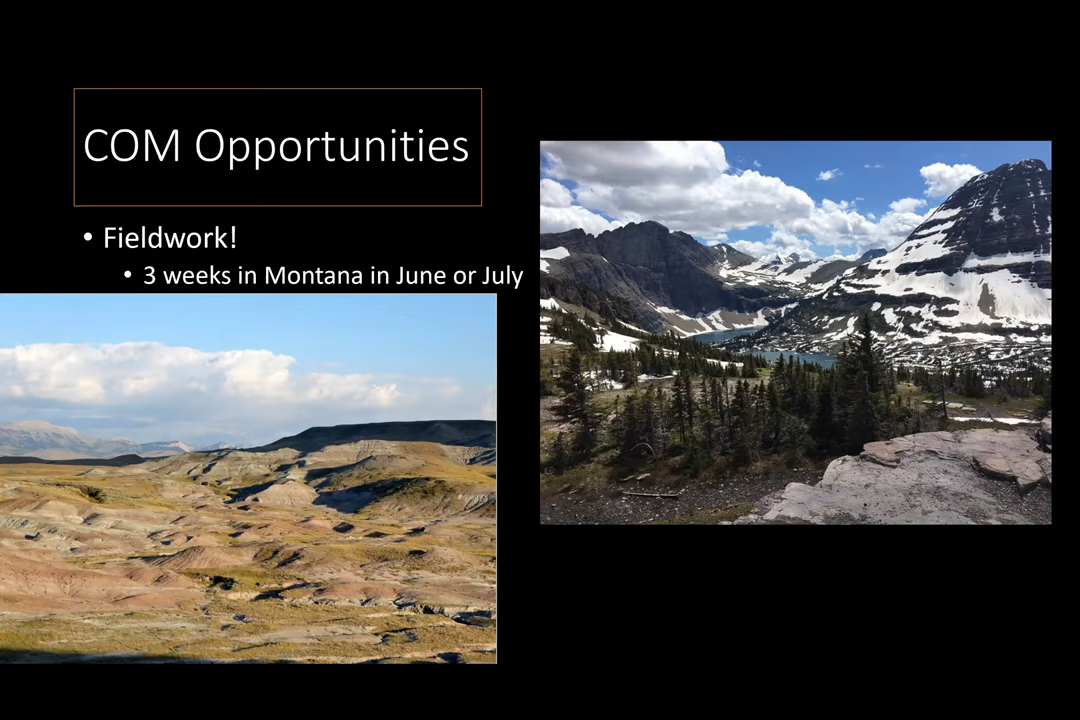 COM Opportunities
• Fieldwork!
• 3 weeks in Montana in June or July